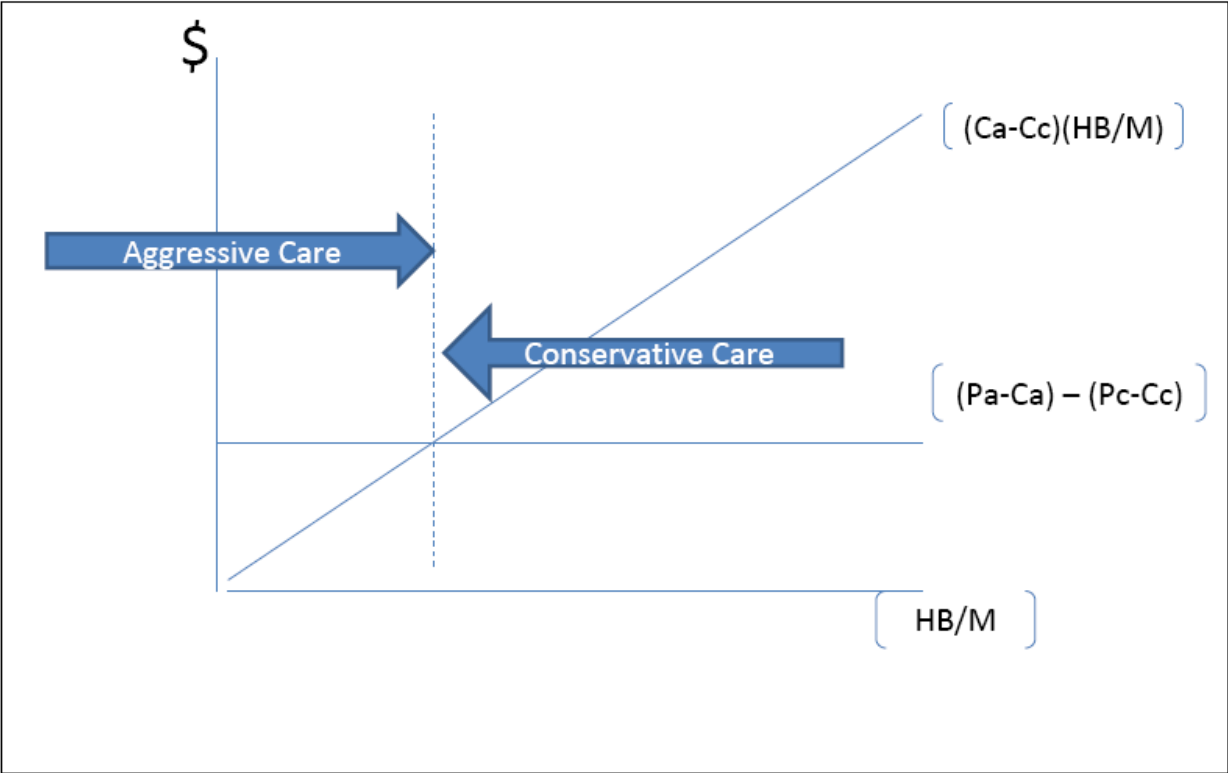 $
(Ca-Cc)(HB/M)
Aggressive Care
Conservative Care
(Pa-Ca) – (Pc-Cc)
HB/M